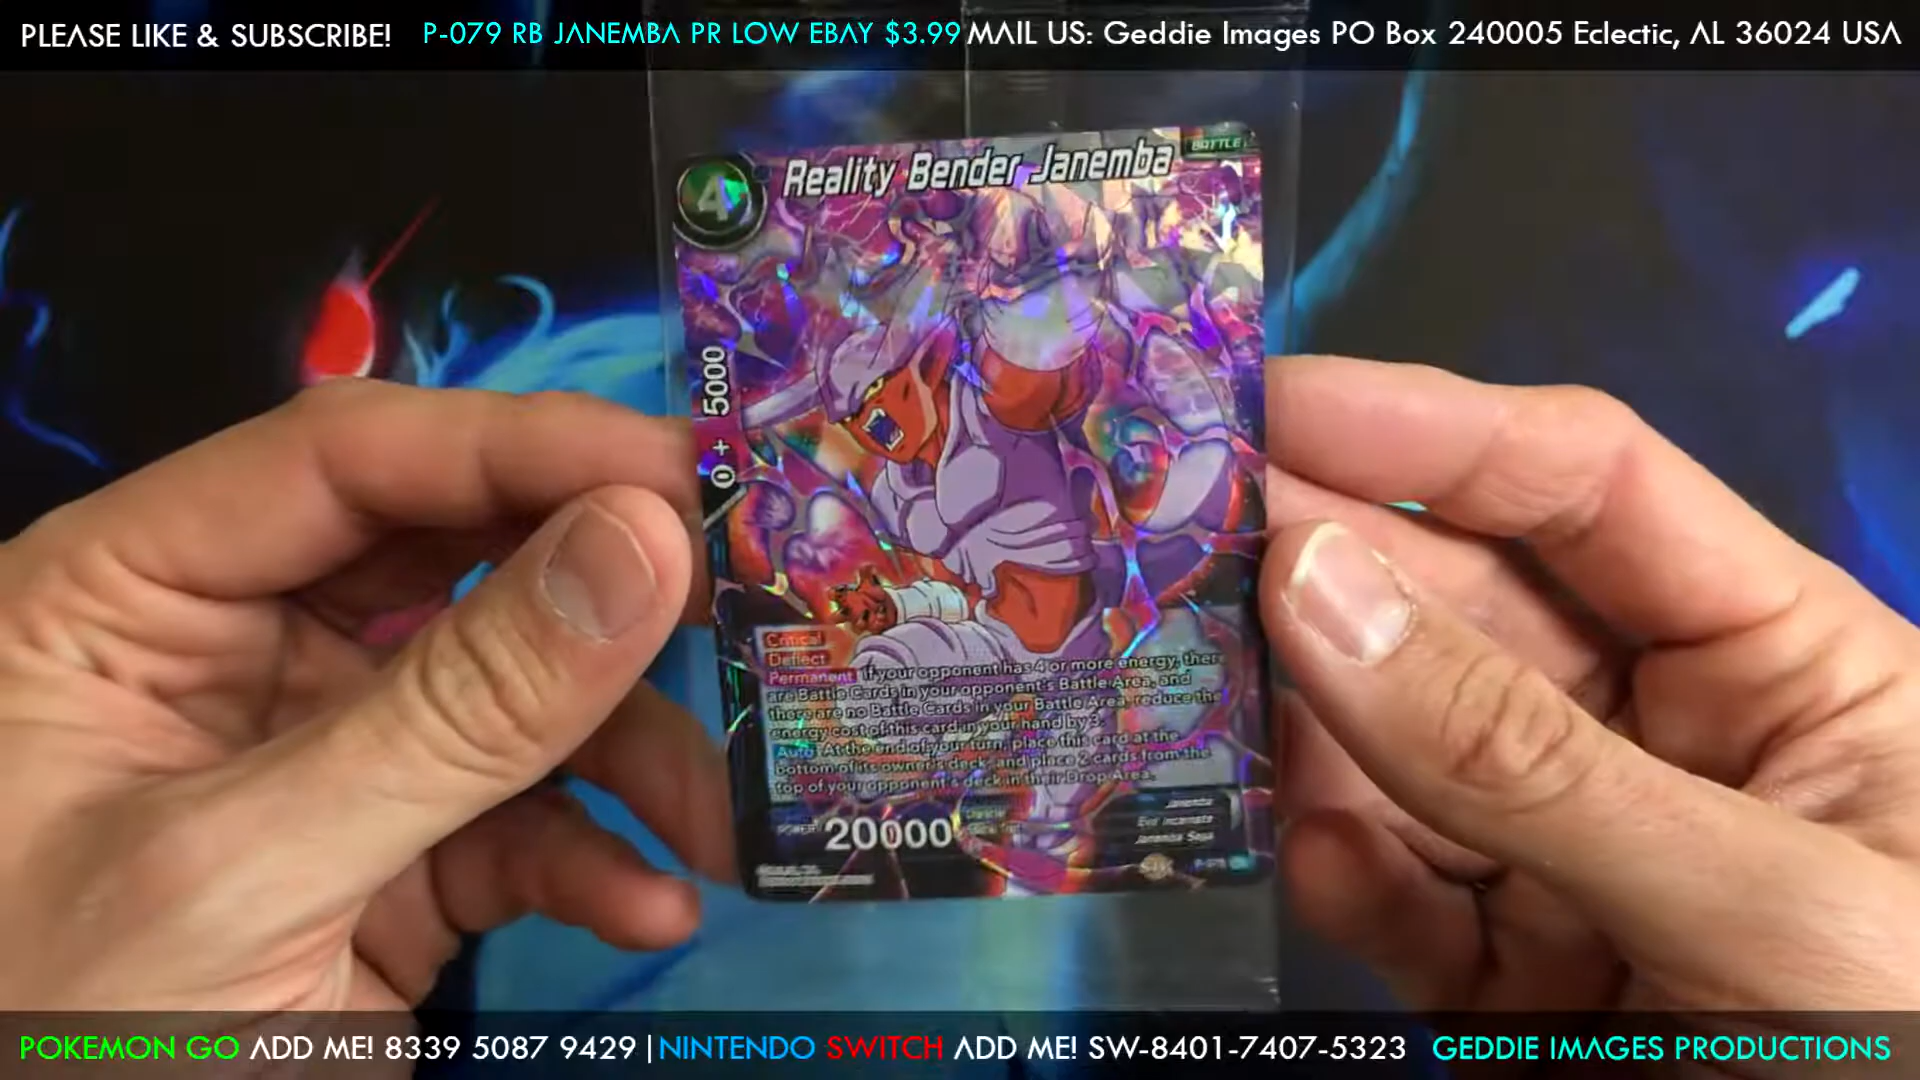 PLEASE LIKE & SUBSCRIBE! P-079 RB JANEMBA PR LOW EBAY $3.99 MAIL US: Geddie Images PO Box 240005 Eclectic, AL 36024 USA
BATTLE
4
Reality Bender Janemba
0 + 5000
Critical
Deflect
Permanent If your opponent has 4 or more energy, there
are Battle Cards in your opponent's Battle Area, and
there are no Battle Cards in your Battle Area, reduce the
energy cost of this card in your hand by 3.
Auto At the end of your turn, place this card at the
bottom of its owner's deck, and place 2 cards from the
top of your opponent's deck in their Drop Area.
POWER 20000
Character
Special Trait
Janemba
Evil Incarnate
Janemba Saga
POKEMON GO ADD ME! 8339 5087 9429 | NINTENDO SWITCH ADD ME! SW-8401-7407-5323 GEDDIE IMAGES PRODUCTIONS